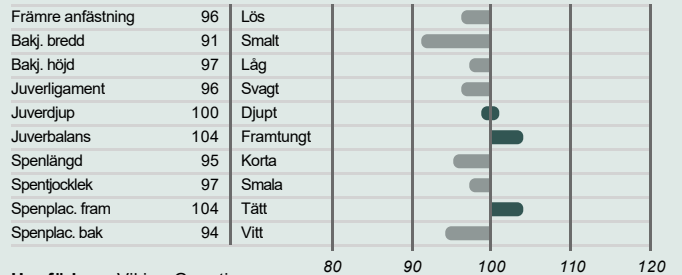 Främre anfästning 96 Lös
Bakj. bredd 91 Smalt
Bakj. höjd 97 Låg
Juverligament 96 Svagt
Juverdjup 100 Djupt
Juverbalans 104 Framtungt
Spenlängd 95 Korta
Spentjocklek 97 Smala
Spenplac. fram 104 Tätt
Spenplac. bak 94 Vitt
80 90 100 110 120